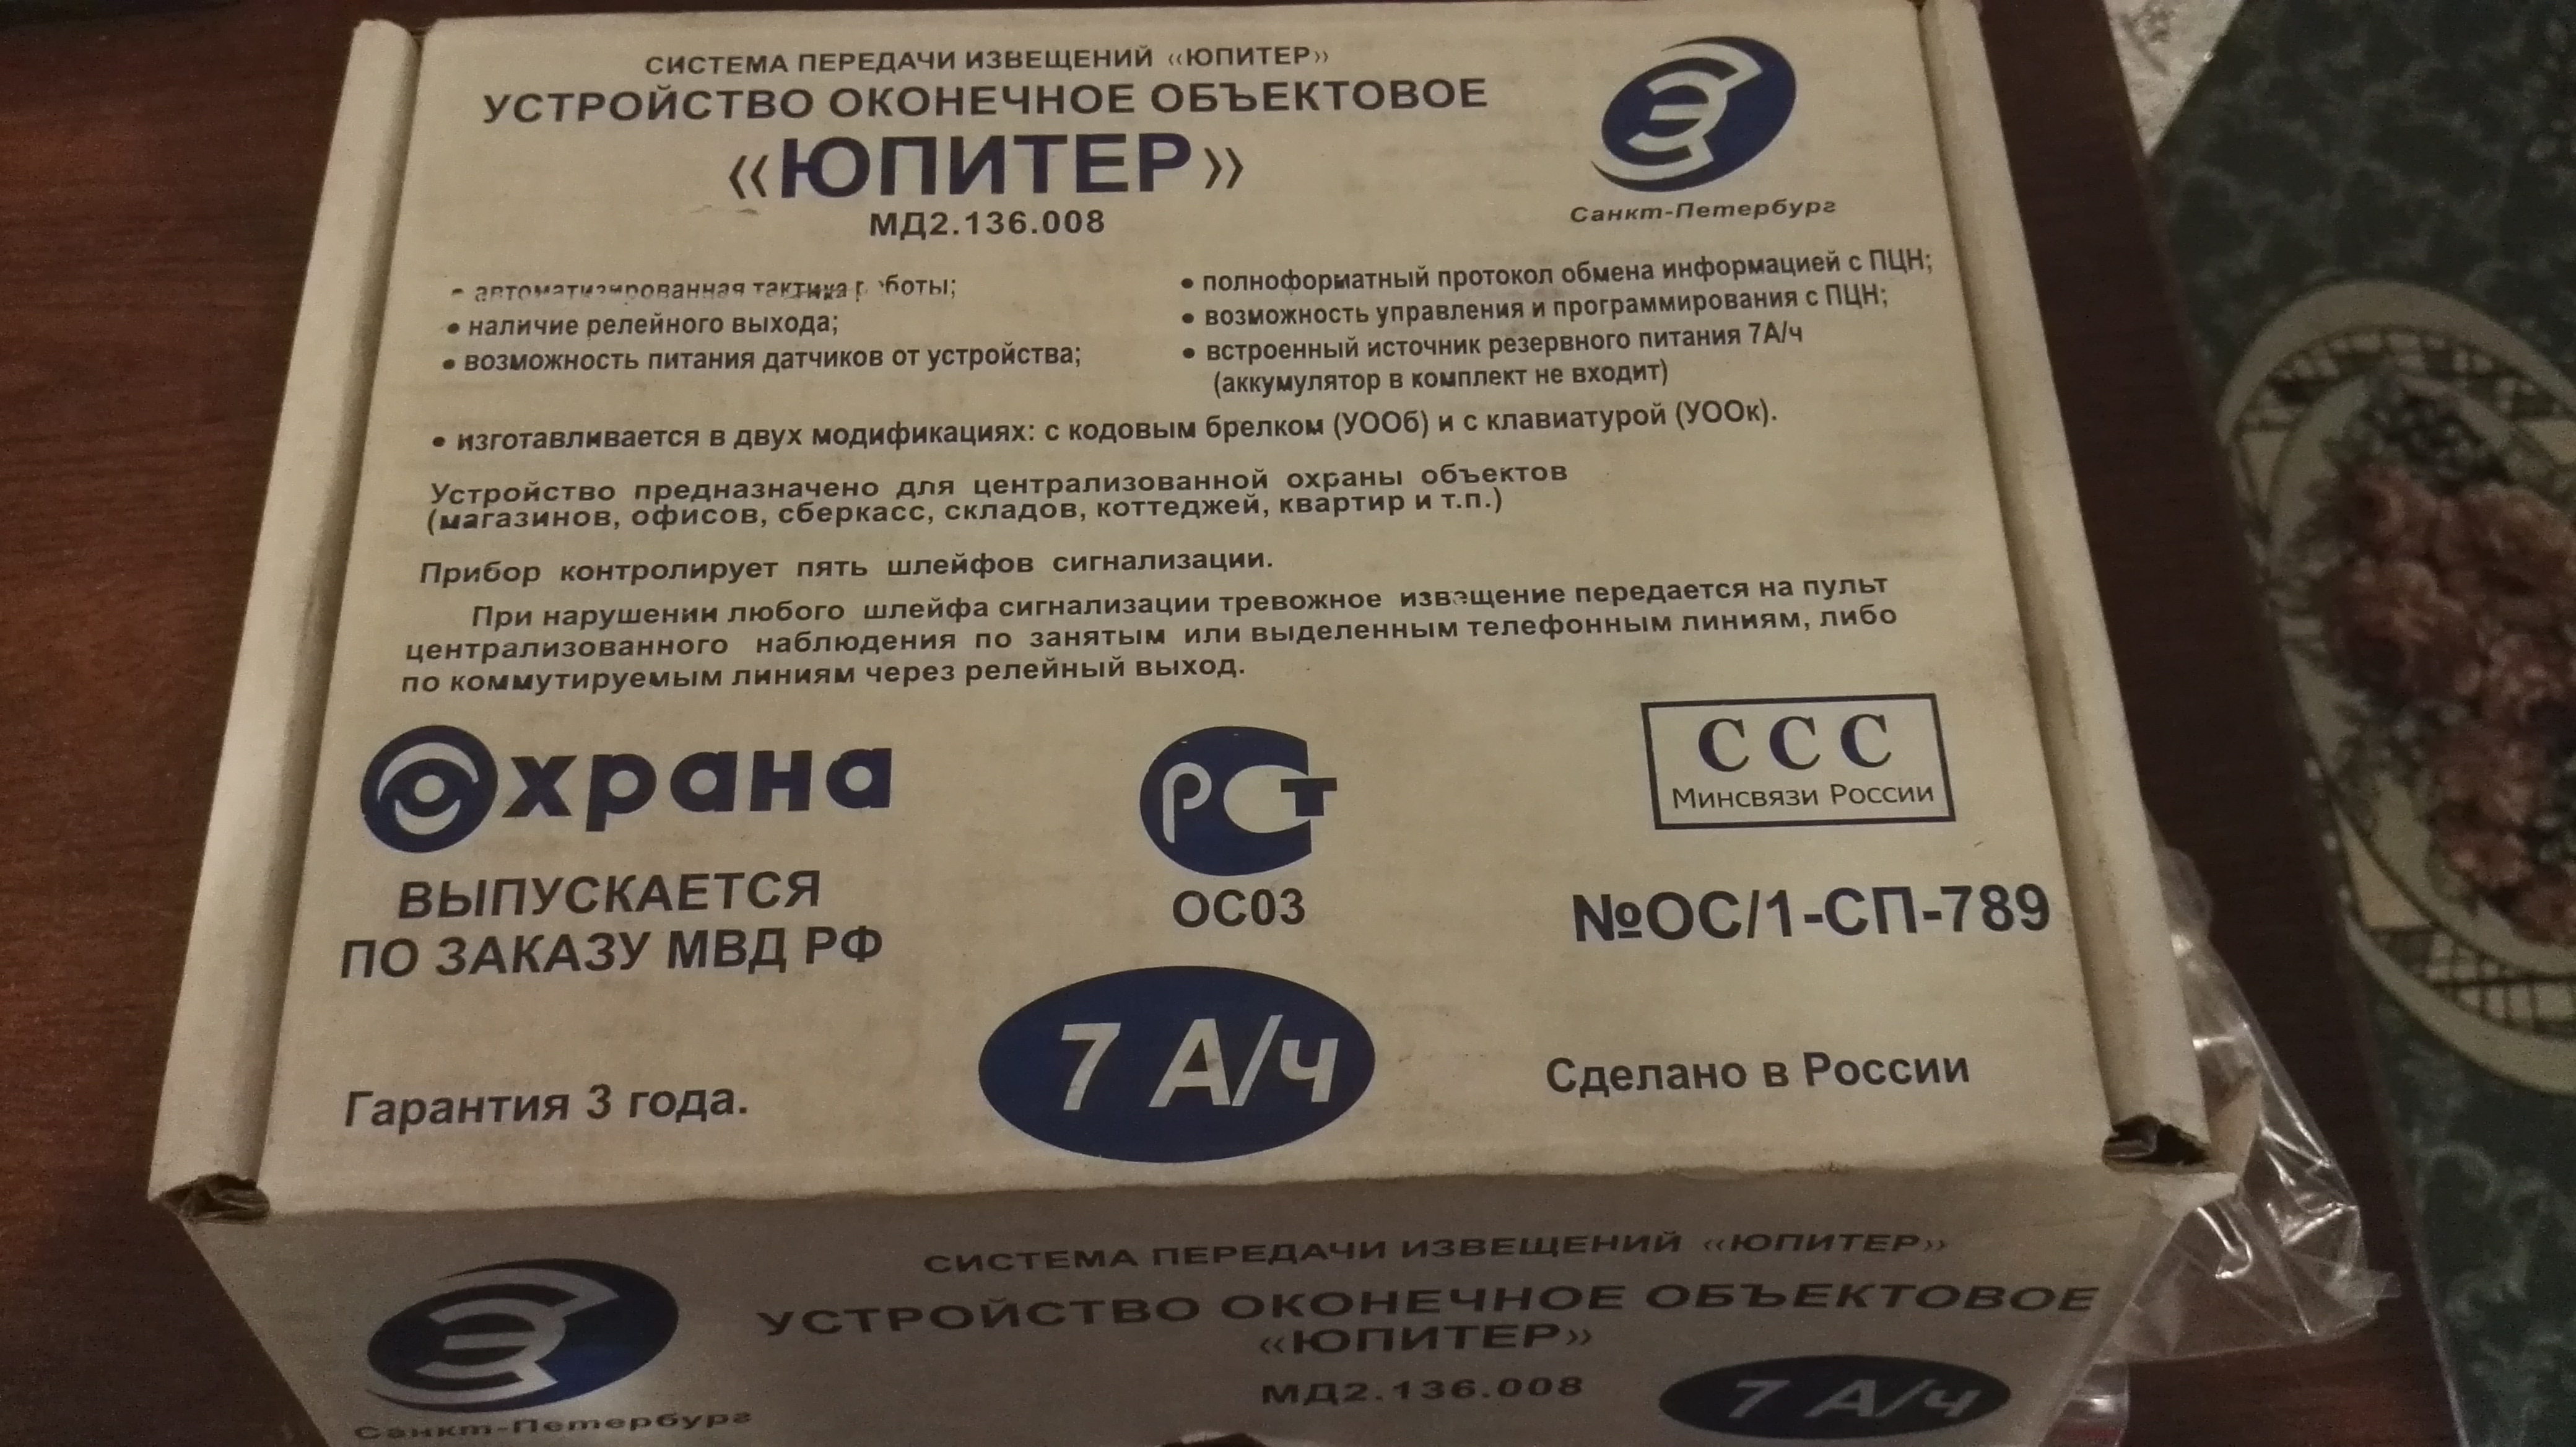 СИСТЕМА ПЕРЕДАЧИ ИЗВЕЩЕНИЙ «ЮПИТЕР»
УСТРОЙСТВО ОКОНЕЧНОЕ ОБЪЕКТОВОЕ
«ЮПИТЕР»
МД2.136.008
Санкт-Петербург
• автоматизированная тактика работы;
• наличие релейного выхода;
• возможность питания датчиков от устройства;
• полноформатный протокол обмена информацией с ПЦН;
• возможность управления и программирования с ПЦН;
• встроенный источник резервного питания 7А/ч
(аккумулятор в комплект не входит)
• изготавливается в двух модификациях: с кодовым брелком (УООб) и с клавиатурой (УООк).
Устройство предназначено для централизованной охраны объектов
(магазинов, офисов, сберкасс, складов, коттеджей, квартир и т.п.)
Прибор контролирует пять шлейфов сигнализации.
При нарушении любого шлейфа сигнализации тревожное извещение передается на пульт
централизованного наблюдения по занятым или выделенным телефонным линиям, либо
по коммутируемым линиям через релейный выход.
Охрана
ВЫПУСКАЕТСЯ
ПО ЗАКАЗУ МВД РФ
РСТ
ОС03
ССС
Минсвязи России
№ОС/1-СП-789
Гарантия 3 года.
7 А/ч
Сделано в России
СИСТЕМА ПЕРЕДАЧИ ИЗВЕЩЕНИЙ «ЮПИТЕР»
УСТРОЙСТВО ОКОНЕЧНОЕ ОБЪЕКТОВОЕ
«ЮПИТЕР»
МД2.136.008
7 А/ч
Санкт-Петербург